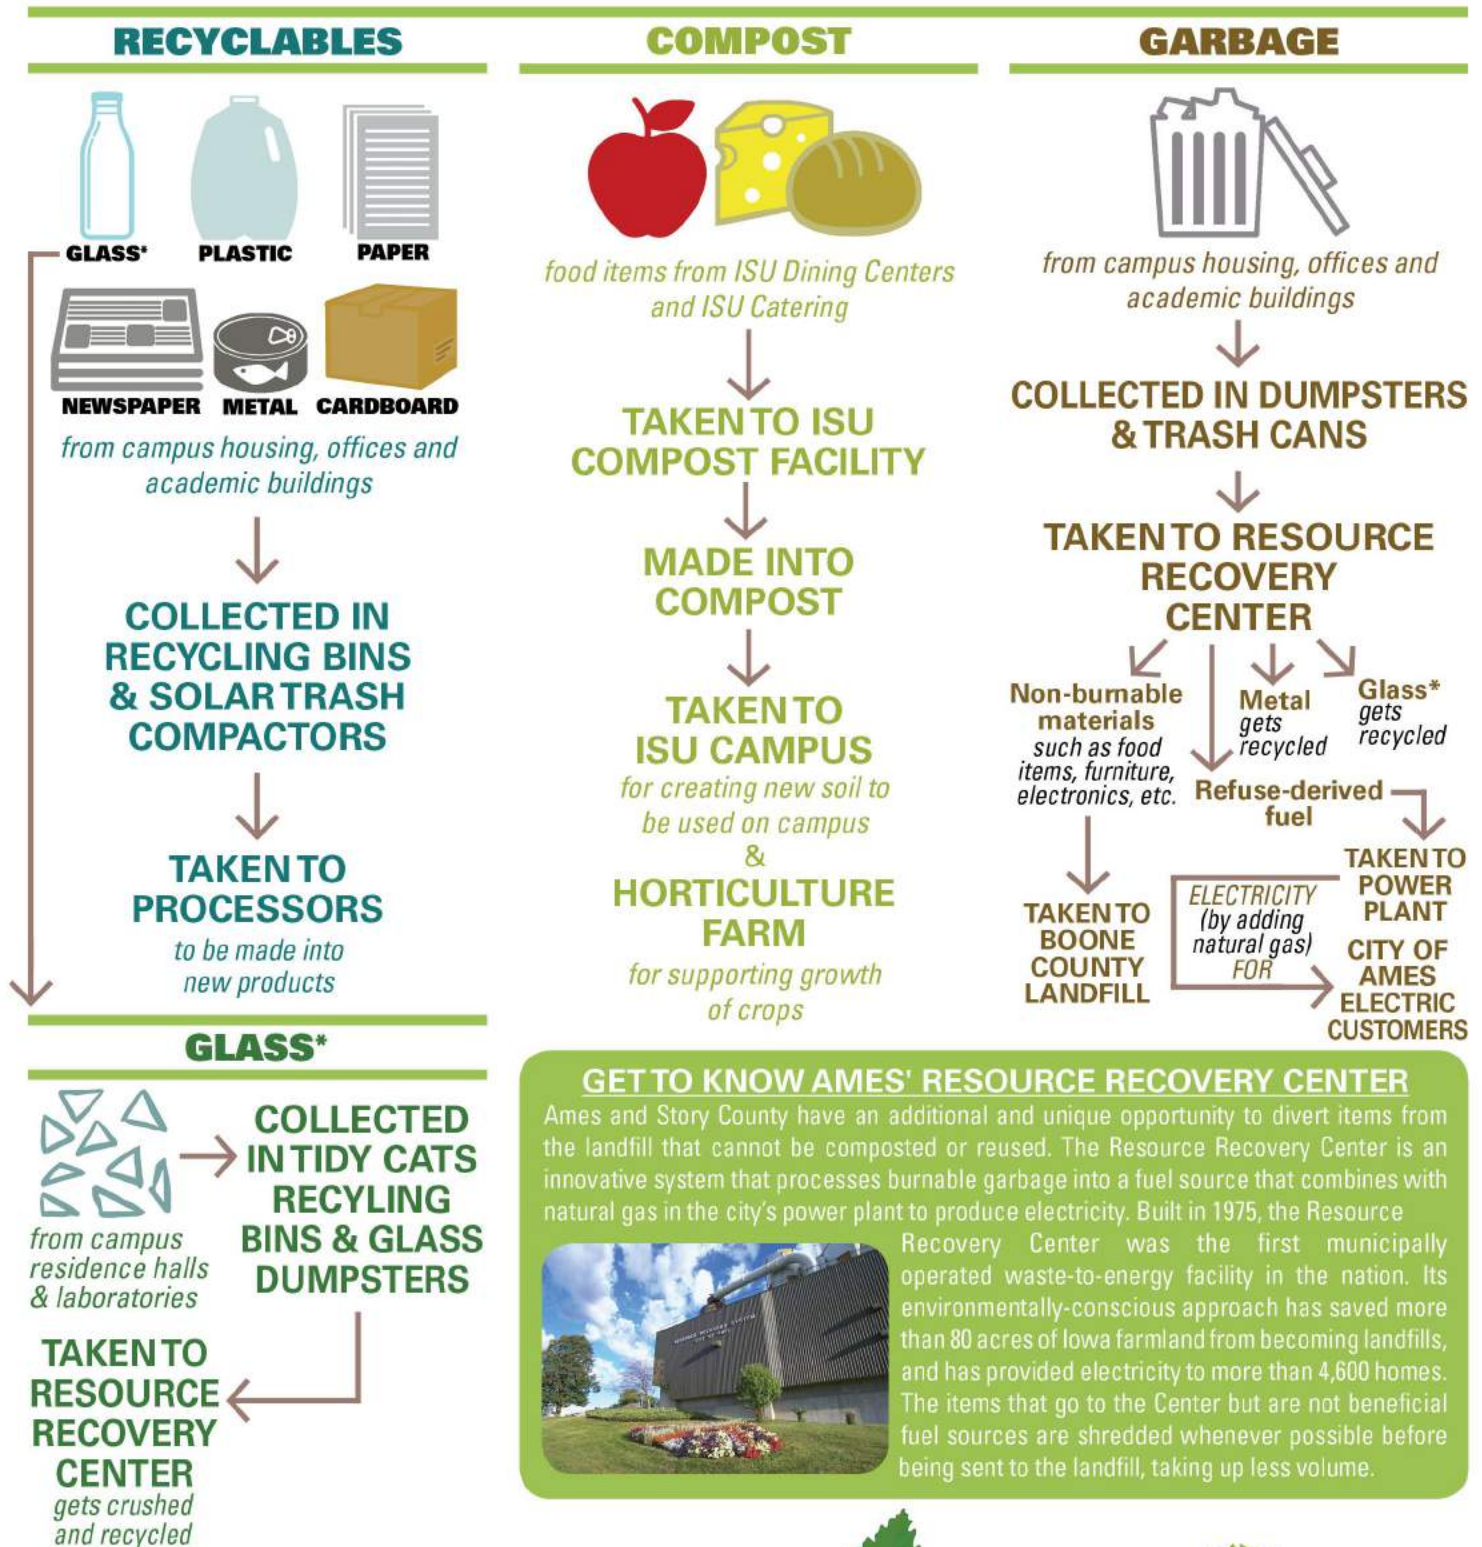 RECYCLABLES
GLASS*
PLASTIC
PAPER
NEWSPAPER
METAL
CARDBOARD
from campus housing, offices and
academic buildings
COLLECTED IN
RECYCLING BINS
& SOLAR TRASH
COMPACTORS
TAKEN TO
PROCESSORS
to be made into
new products
GLASS*
from campus
residence halls
& laboratories
COLLECTED
IN TIDY CATS
RECYLING
BINS & GLASS
DUMPSTERS
TAKEN TO
RESOURCE
RECOVERY
CENTER
gets crushed
and recycled
COMPOST
food items from ISU Dining Centers
and ISU Catering
TAKEN TO ISU
COMPOST FACILITY
MADE INTO
COMPOST
TAKEN TO
ISU CAMPUS
for creating new soil to
be used on campus
&
HORTICULTURE
FARM
for supporting growth
of crops
GARBAGE
from campus housing, offices and
academic buildings
COLLECTED IN DUMPSTERS
& TRASH CANS
TAKEN TO RESOURCE
RECOVERY
CENTER
Non-burnable
materials
such as food
items, furniture,
electronics, etc.
TAKEN TO
BOONE
COUNTY
LANDFILL
Metal
gets
recycled
Glass*
gets
recycled
Refuse-derived
fuel
TAKEN TO
POWER
PLANT
ELECTRICITY
(by adding
natural gas)
FOR
CITY OF
AMES
ELECTRIC
CUSTOMERS
GET TO KNOW AMES' RESOURCE RECOVERY CENTER
Ames and Story County have an additional and unique opportunity to divert items from
the landfill that cannot be composted or reused. The Resource Recovery Center is an
innovative system that processes burnable garbage into a fuel source that combines with
natural gas in the city's power plant to produce electricity. Built in 1975, the Resource
Recovery Center was the first municipally
operated waste-to-energy facility in the nation. Its
environmentally-conscious approach has saved more
than 80 acres of Iowa farmland from becoming landfills,
and has provided electricity to more than 4,600 homes.
The items that go to the Center but are not beneficial
fuel sources are shredded whenever possible before
being sent to the landfill, taking up less volume.